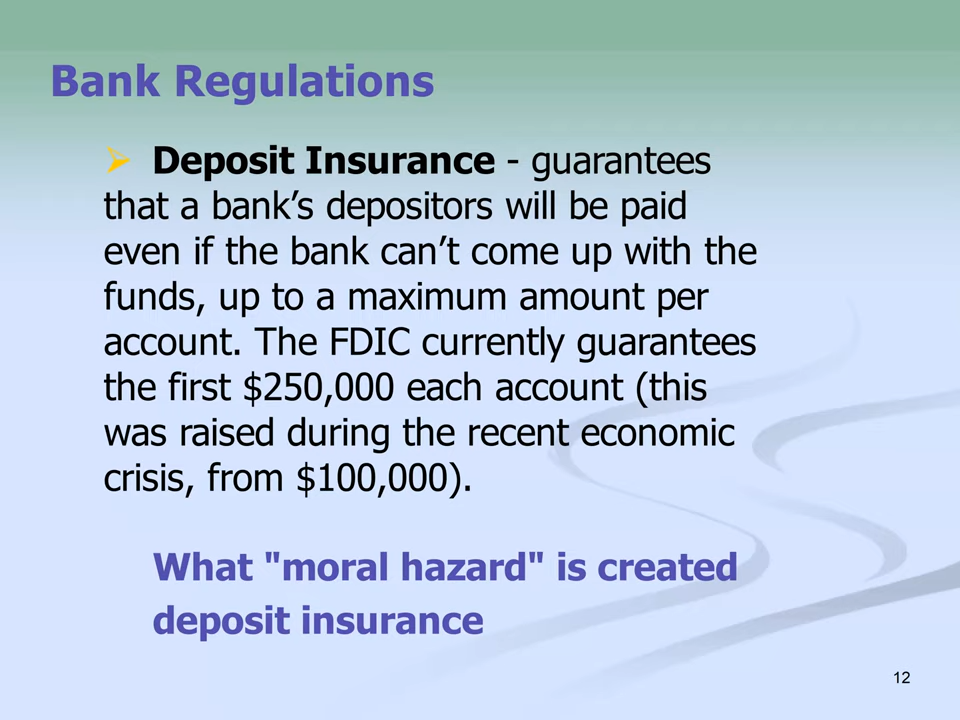 Bank Regulations
➢ Deposit Insurance - guarantees
that a bank’s depositors will be paid
even if the bank can’t come up with the
funds, up to a maximum amount per
account. The FDIC currently guarantees
the first $250,000 each account (this
was raised during the recent economic
crisis, from $100,000).
What "moral hazard" is created
deposit insurance
12